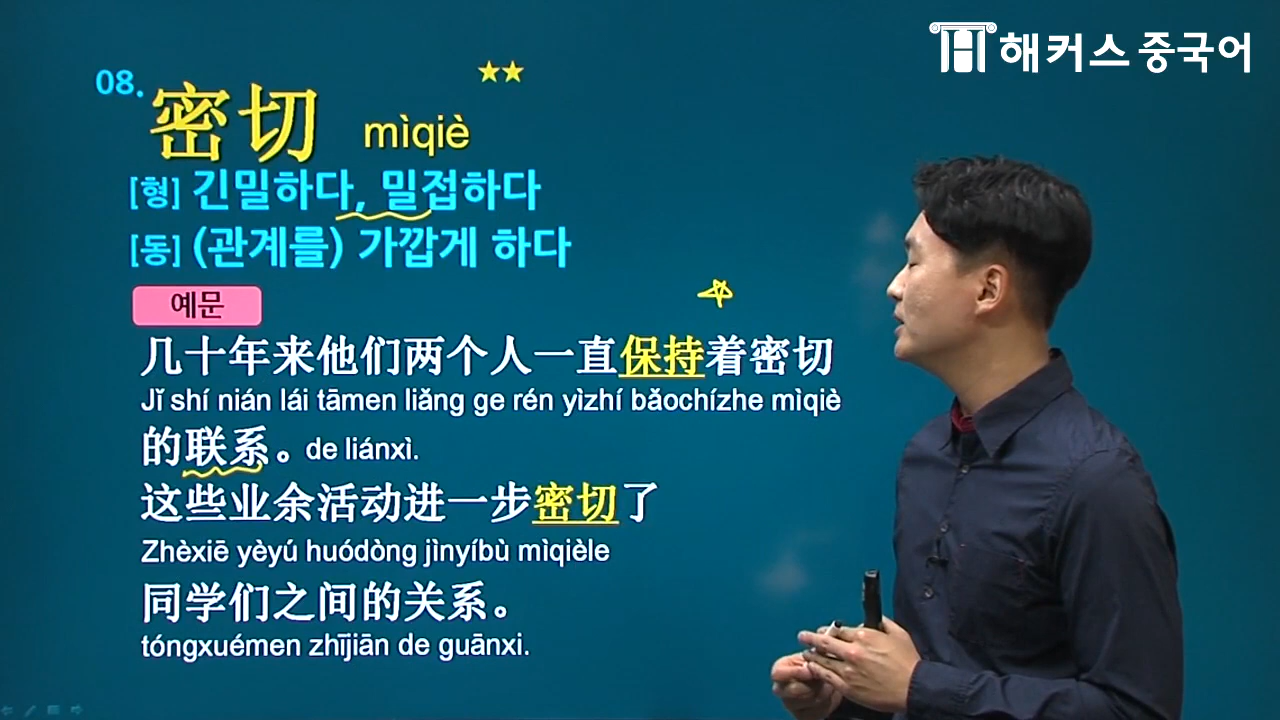 해커스 중국어
08. 密切 mìqiè ★★
[형] 긴밀하다, 밀접하다
[동] (관계를) 가깝게 하다
예문
几十年来他们两个人一直保持着密切
Jǐ shí nián lái tāmen liǎng ge rén yìzhí bǎochízhe mìqiè
的联系。de liánxì.
这些业余活动进一步密切了
Zhèxiē yèyú huódòng jìnyíbù mìqièle
同学们之间的关系。
tóngxuémen zhījiān de guānxi.